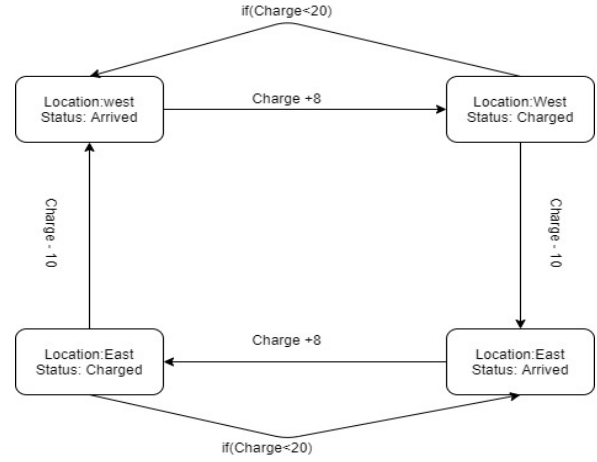 if(Charge<20)
Location:west
Status: Arrived
Charge +8
Location:West
Status: Charged
Charge - 10
Charge - 10
Location:East
Status: Charged
Charge +8
Location:East
Status: Arrived
if(Charge<20)